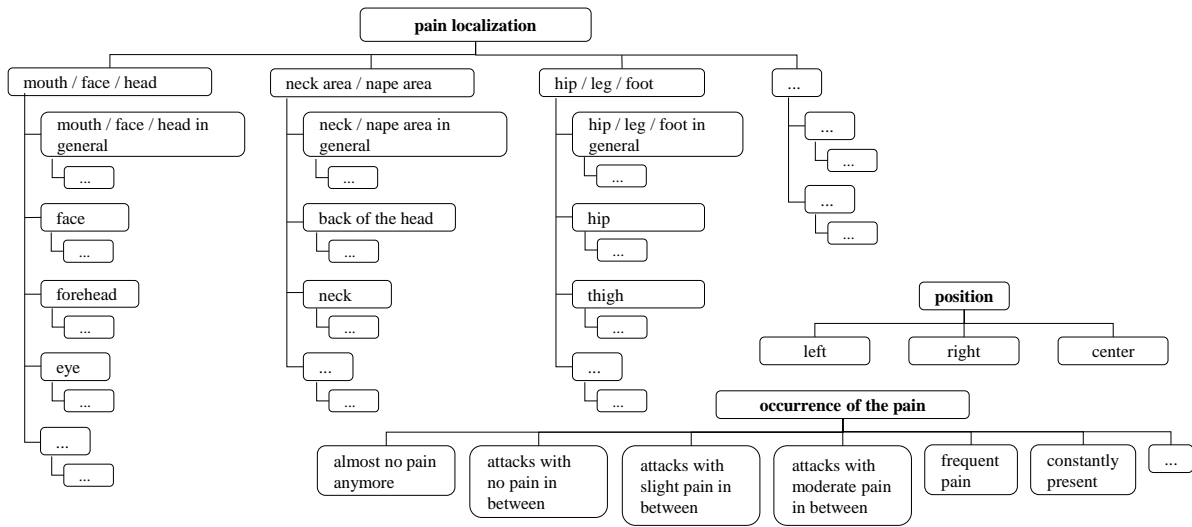 pain localization
mouth / face / head
neck area / nape area
hip / leg / foot
...
mouth / face / head in
general
...
face
...
forehead
...
eye
...
...
...
neck / nape area in
general
...
back of the head
...
neck
...
...
...
hip / leg / foot in
general
...
hip
...
thigh
...
...
...
...
...
...
...
position
left
right
center
occurrence of the pain
almost no pain
anymore
attacks with
no pain in
between
attacks with
slight pain in
between
attacks with
moderate pain
in between
frequent
pain
constantly
present
...